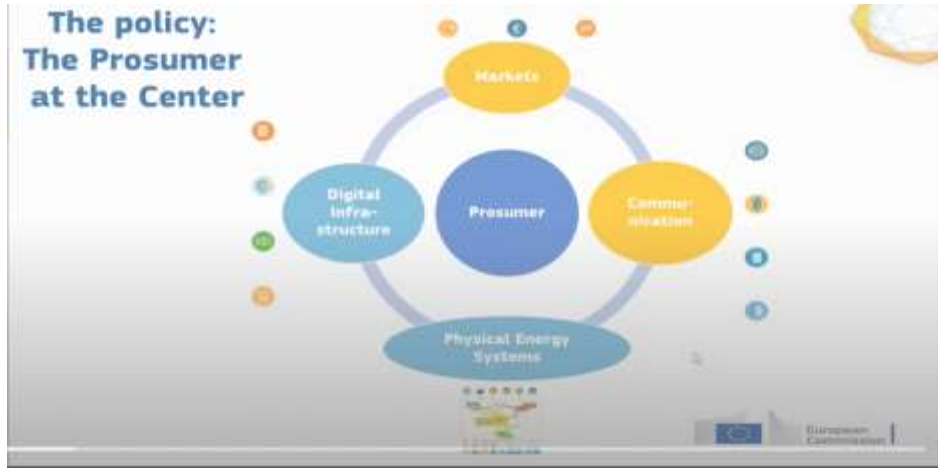 The policy:
The Prosumer
at the Center
Markets
Digital
Infra-
structure
Prosumer
Commu-
nication
Physical Energy
Systems
European
Commission